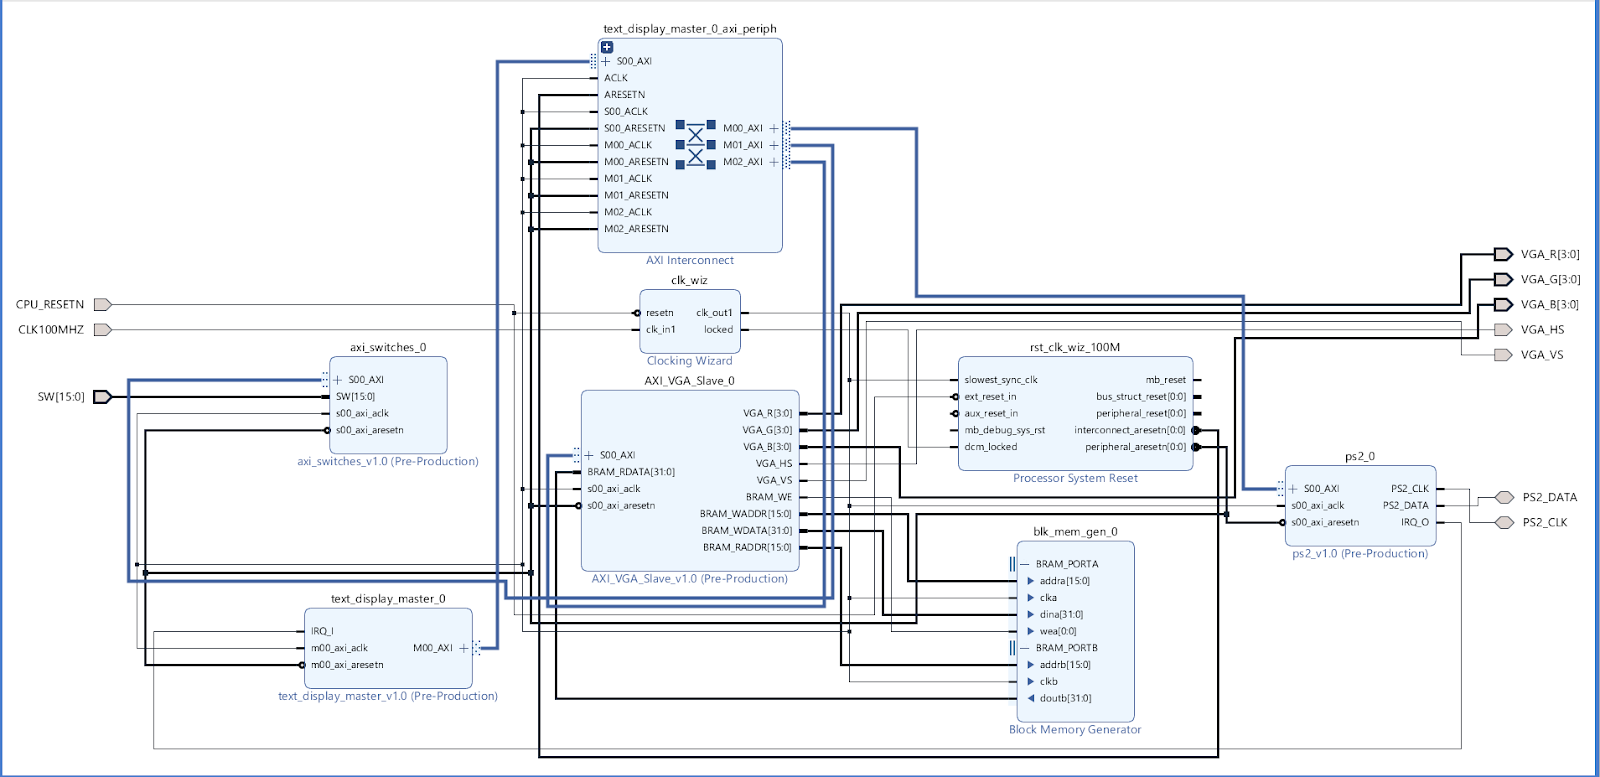 text_display_master_0_axi_periph
S00_AXI
ACLK
ARESETN
S00_ACLK
S00_ARESETN
M00_ACLK
M00_ARESETN
M01_ACLK
M01_ARESETN
M02_ACLK
M02_ARESETN
M00_AXI
M01_AXI
M02_AXI
AXI Interconnect
clk_wiz
resetn
clk_in1
clk_out1
locked
Clocking Wizard
CPU_RESETN
CLK100MHZ
SW[15:0]
axi_switches_0
S00_AXI
SW[15:0]
s00_axi_aclk
s00_axi_aresetn
axi_switches_v1.0 (Pre-Production)
AXI_VGA_Slave_0
S00_AXI
BRAM_RDATA[31:0]
s00_axi_aclk
s00_axi_aresetn
VGA_R[3:0]
VGA_G[3:0]
VGA_B[3:0]
VGA_HS
VGA_VS
BRAM_WE
BRAM_WADDR[15:0]
BRAM_WDATA[31:0]
BRAM_RADDR[15:0]
AXI_VGA_Slave_v1.0 (Pre-Production)
text_display_master_0
IRQ_I
m00_axi_aclk
m00_axi_aresetn
M00_AXI
text_display_master_v1.0 (Pre-Production)
rst_clk_wiz_100M
slowest_sync_clk
ext_reset_in
aux_reset_in
mb_debug_sys_rst
dcm_locked
mb_reset
bus_struct_reset[0:0]
peripheral_reset[0:0]
interconnect_aresetn[0:0]
peripheral_aresetn[0:0]
Processor System Reset
blk_mem_gen_0
BRAM_PORTA
addra[15:0]
clka
dina[31:0]
wea[0:0]
BRAM_PORTB
addrb[15:0]
clkb
doutb[31:0]
Block Memory Generator
ps2_0
S00_AXI
s00_axi_aclk
s00_axi_aresetn
PS2_CLK
PS2_DATA
IRQ_O
ps2_v1.0 (Pre-Production)
VGA_R[3:0]
VGA_G[3:0]
VGA_B[3:0]
VGA_HS
VGA_VS
PS2_DATA
PS2_CLK